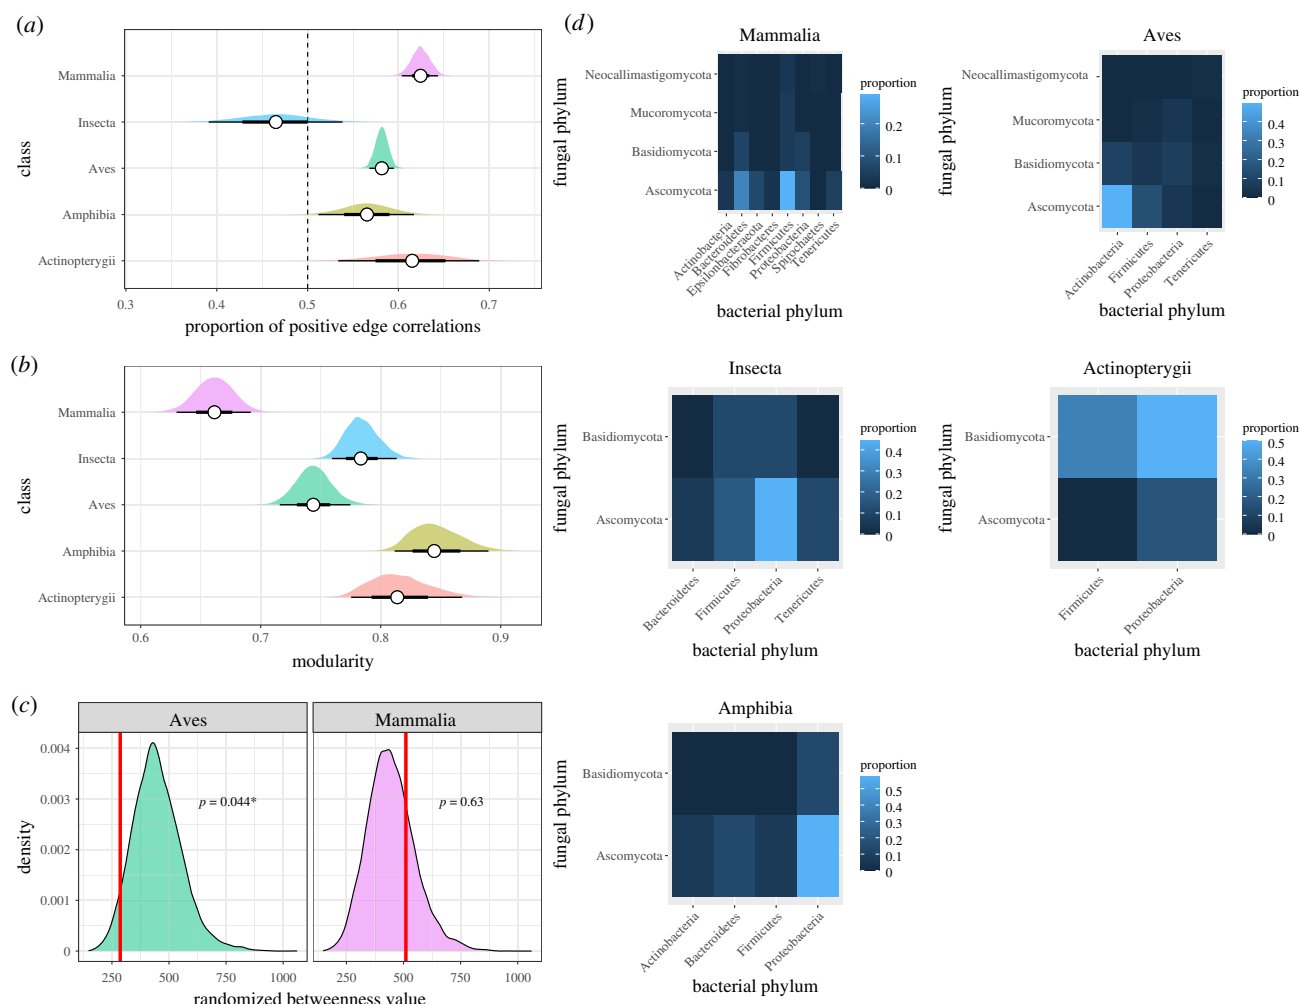 (a)
Mammalia
Insecta
Aves
Amphibia
Actinopterygii
class
0.3 0.4 0.5 0.6 0.7
proportion of positive edge correlations
(b)
Mammalia
Insecta
Aves
Amphibia
Actinopterygii
class
0.6 0.7 0.8 0.9
modularity
(c)
Aves Mammalia
0.004
0.003
0.002
0.001
0
density
p = 0.044* p = 0.63
250 500 750 1000 250 500 750 1000
randomized betweenness value
(d)
Mammalia
Neocallimastigomycota
Mucoromycota
Basidiomycota
Ascomycota
fungal phylum
Actinobacteria
Bacteroidetes
Epsilonbacteraeota
Fibrobacteres
Firmicutes
Proteobacteria
Spirochaetes
Tenericutes
bacterial phylum
proportion
0.2
0.1
0
Aves
Neocallimastigomycota
Mucoromycota
Basidiomycota
Ascomycota
fungal phylum
Actinobacteria
Firmicutes
Proteobacteria
Tenericutes
bacterial phylum
proportion
0.4
0.3
0.2
0.1
0
Insecta
Basidiomycota
Ascomycota
fungal phylum
Bacteroidetes
Firmicutes
Proteobacteria
Tenericutes
bacterial phylum
proportion
0.4
0.3
0.2
0.1
0
Actinopterygii
Basidiomycota
Ascomycota
fungal phylum
Firmicutes
Proteobacteria
bacterial phylum
proportion
0.5
0.4
0.3
0.2
0.1
0
Amphibia
Basidiomycota
Ascomycota
fungal phylum
Actinobacteria
Bacteroidetes
Firmicutes
Proteobacteria
bacterial phylum
proportion
0.5
0.4
0.3
0.2
0.1
0